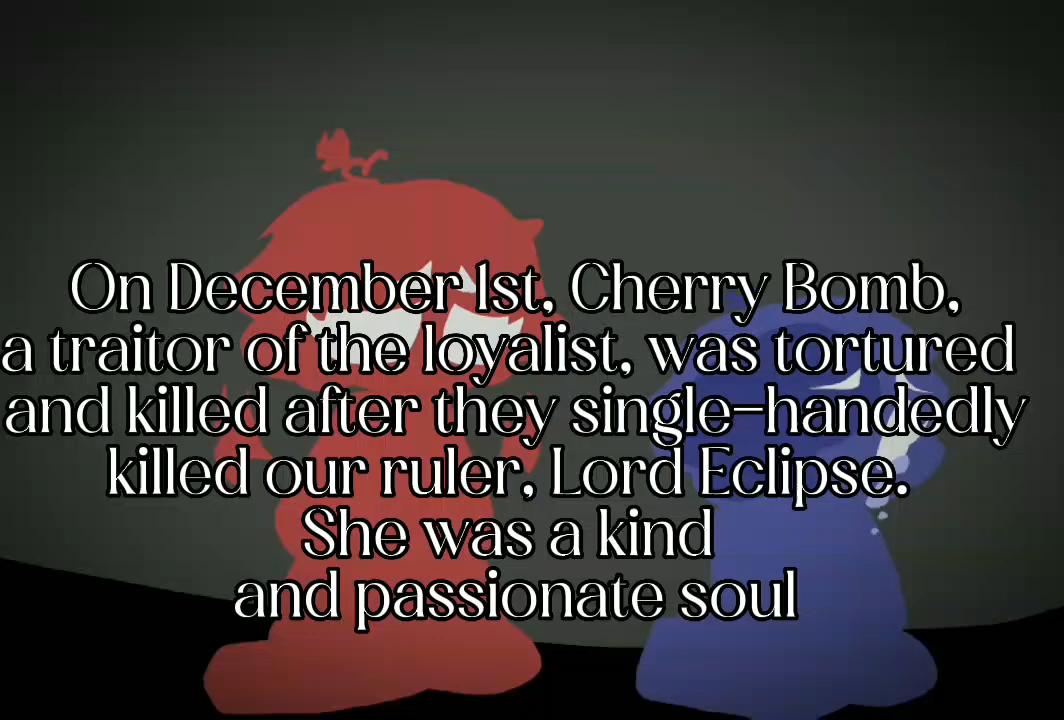 On December 1st, Cherry Bomb,
a traitor of the loyalist, was tortured
and killed after they single-handedly
killed our ruler, Lord Eclipse.
She was a kind
and passionate soul